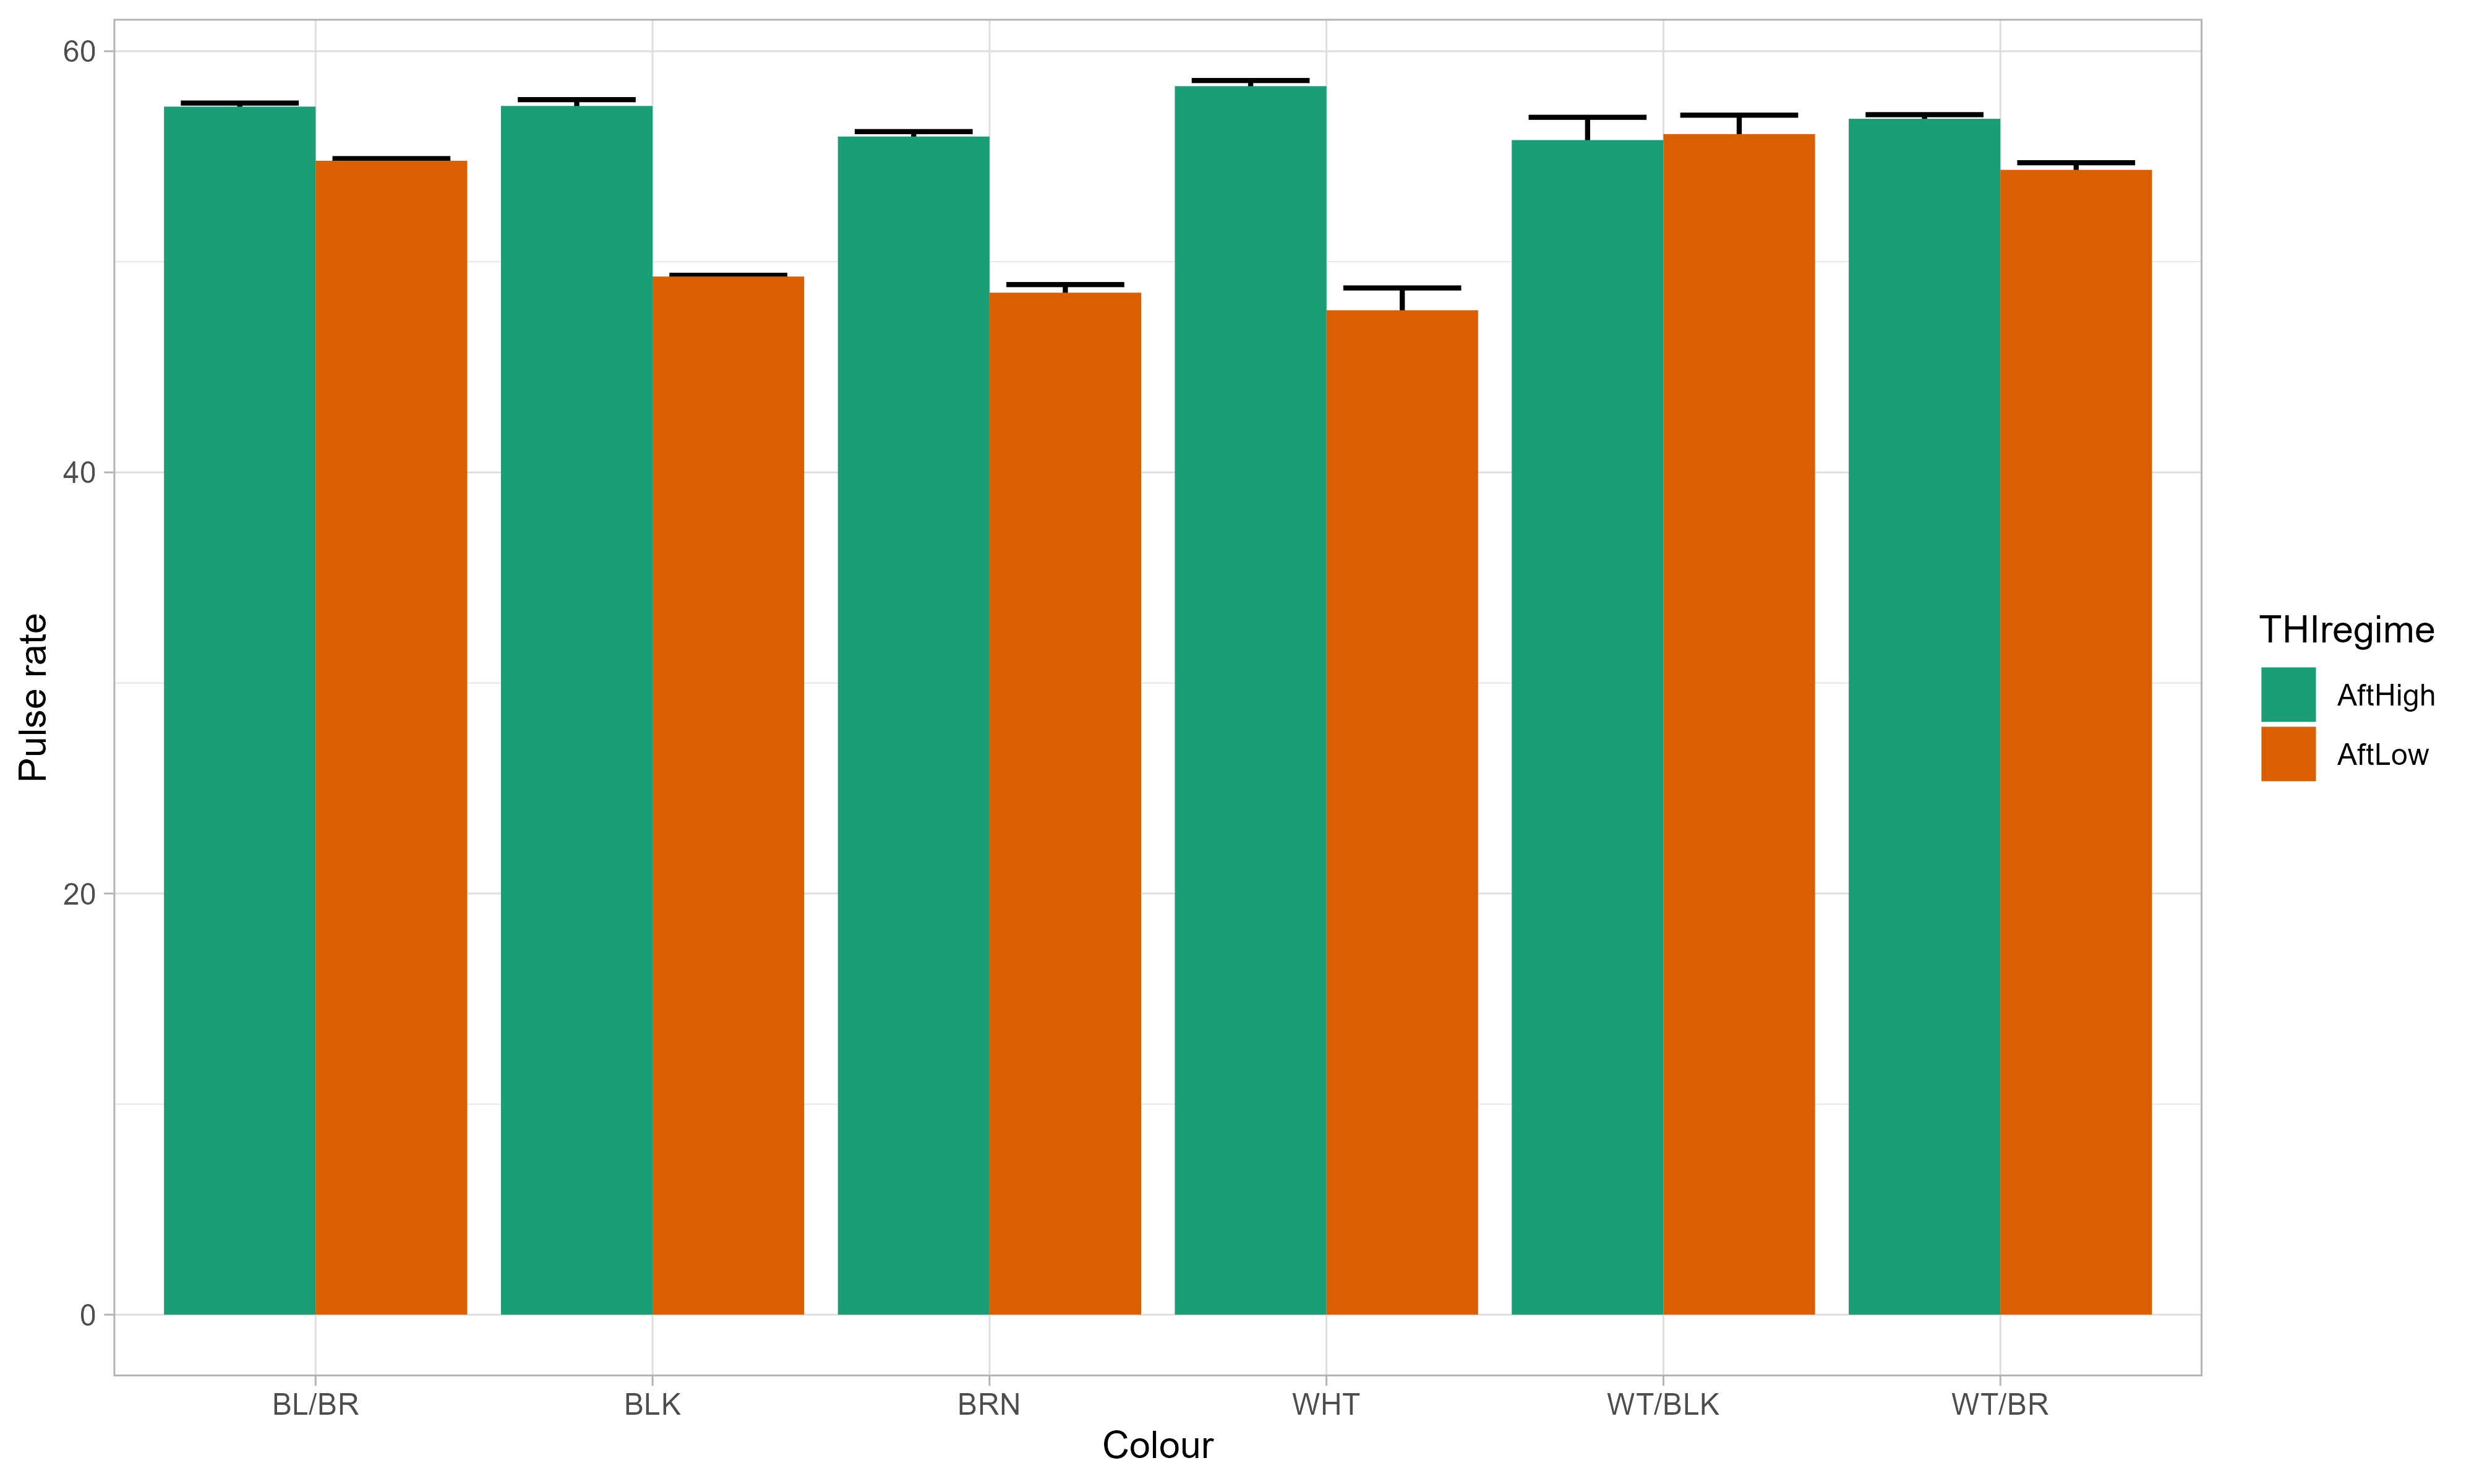 60
40
20
0
Pulse rate
BL/BR
BLK
BRN
WHT
WT/BLK
WT/BR
Colour
THIregime
AftHigh
AftLow